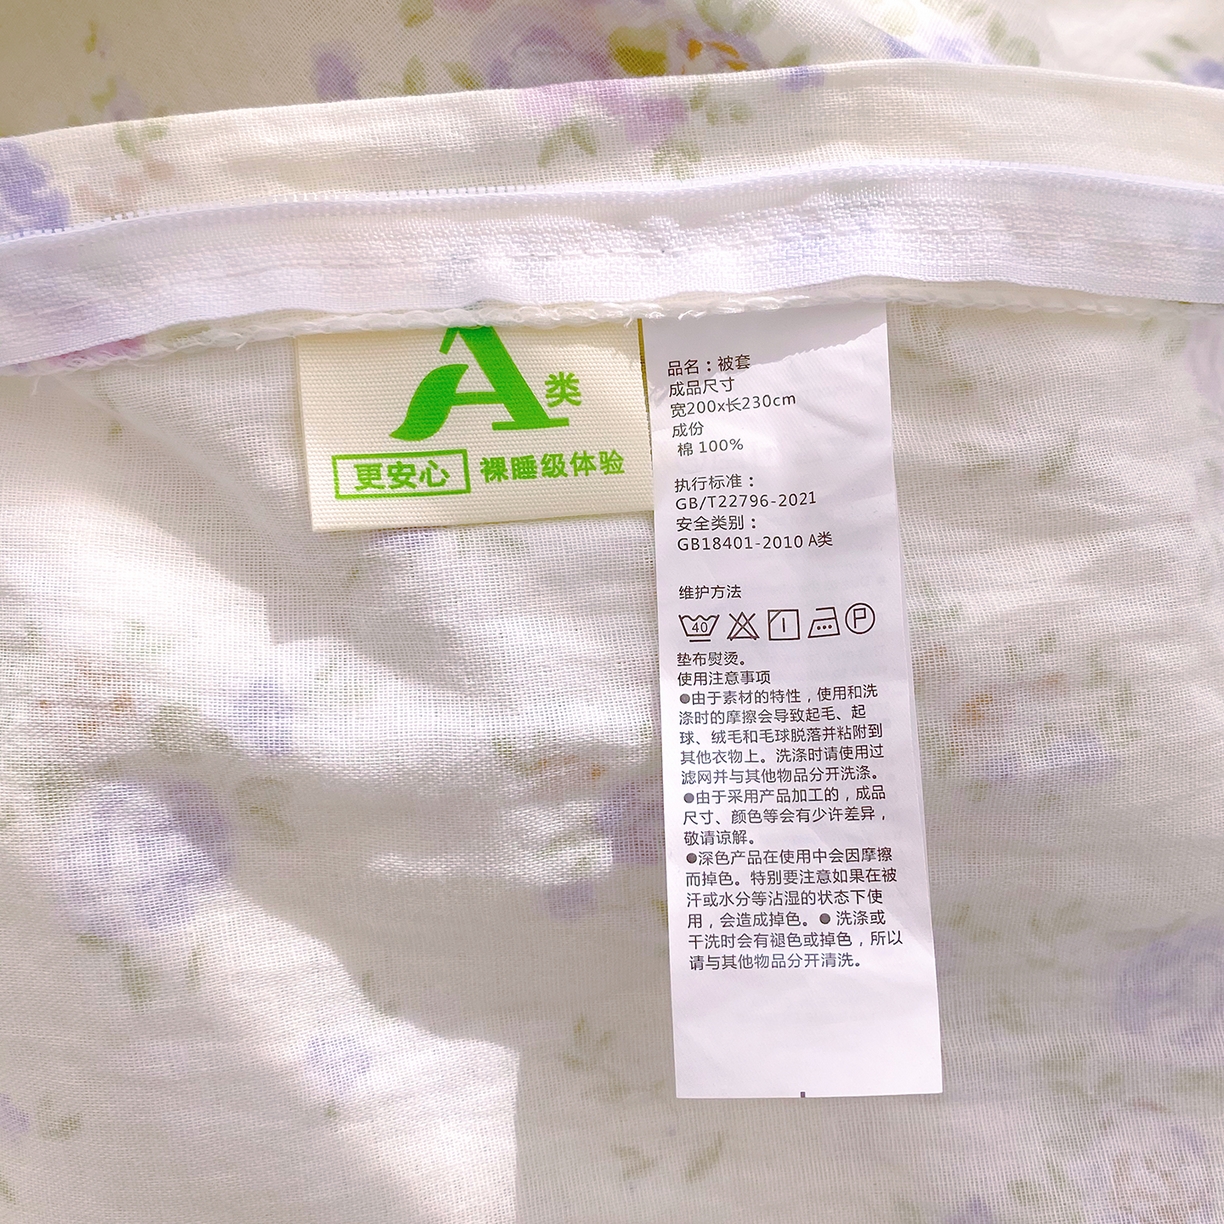 A类
更安心 裸睡级体验
品名：被套
成品尺寸
宽200x长230cm
成份
棉 100%
执行标准：
GB/T22796-2021
安全类别：
GB18401-2010 A类
维护方法
40 P
垫布熨烫。
使用注意事项
●由于素材的特性，使用和洗
涤时的摩擦会导致起毛、起
球、绒毛和毛球脱落并粘附到
其他衣物上。洗涤时请使用过
滤网并与其他物品分开洗涤。
●由于采用产品加工的，成品
尺寸、颜色等会有少许差异，
敬请谅解。
●深色产品在使用中会因摩擦
而掉色。特别要注意如果在被
汗或水分等沾湿的状态下使
用，会造成掉色。● 洗涤或
干洗时会有褪色或掉色，所以
请与其他物品分开清洗。